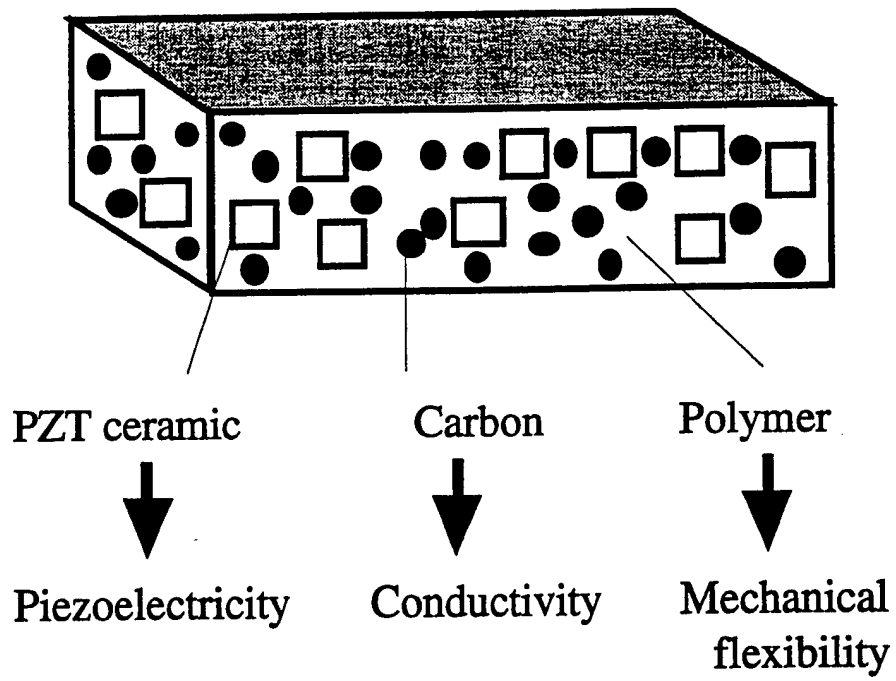 PZT ceramic
Carbon
Polymer
Piezoelectricity
Conductivity
Mechanical
flexibility